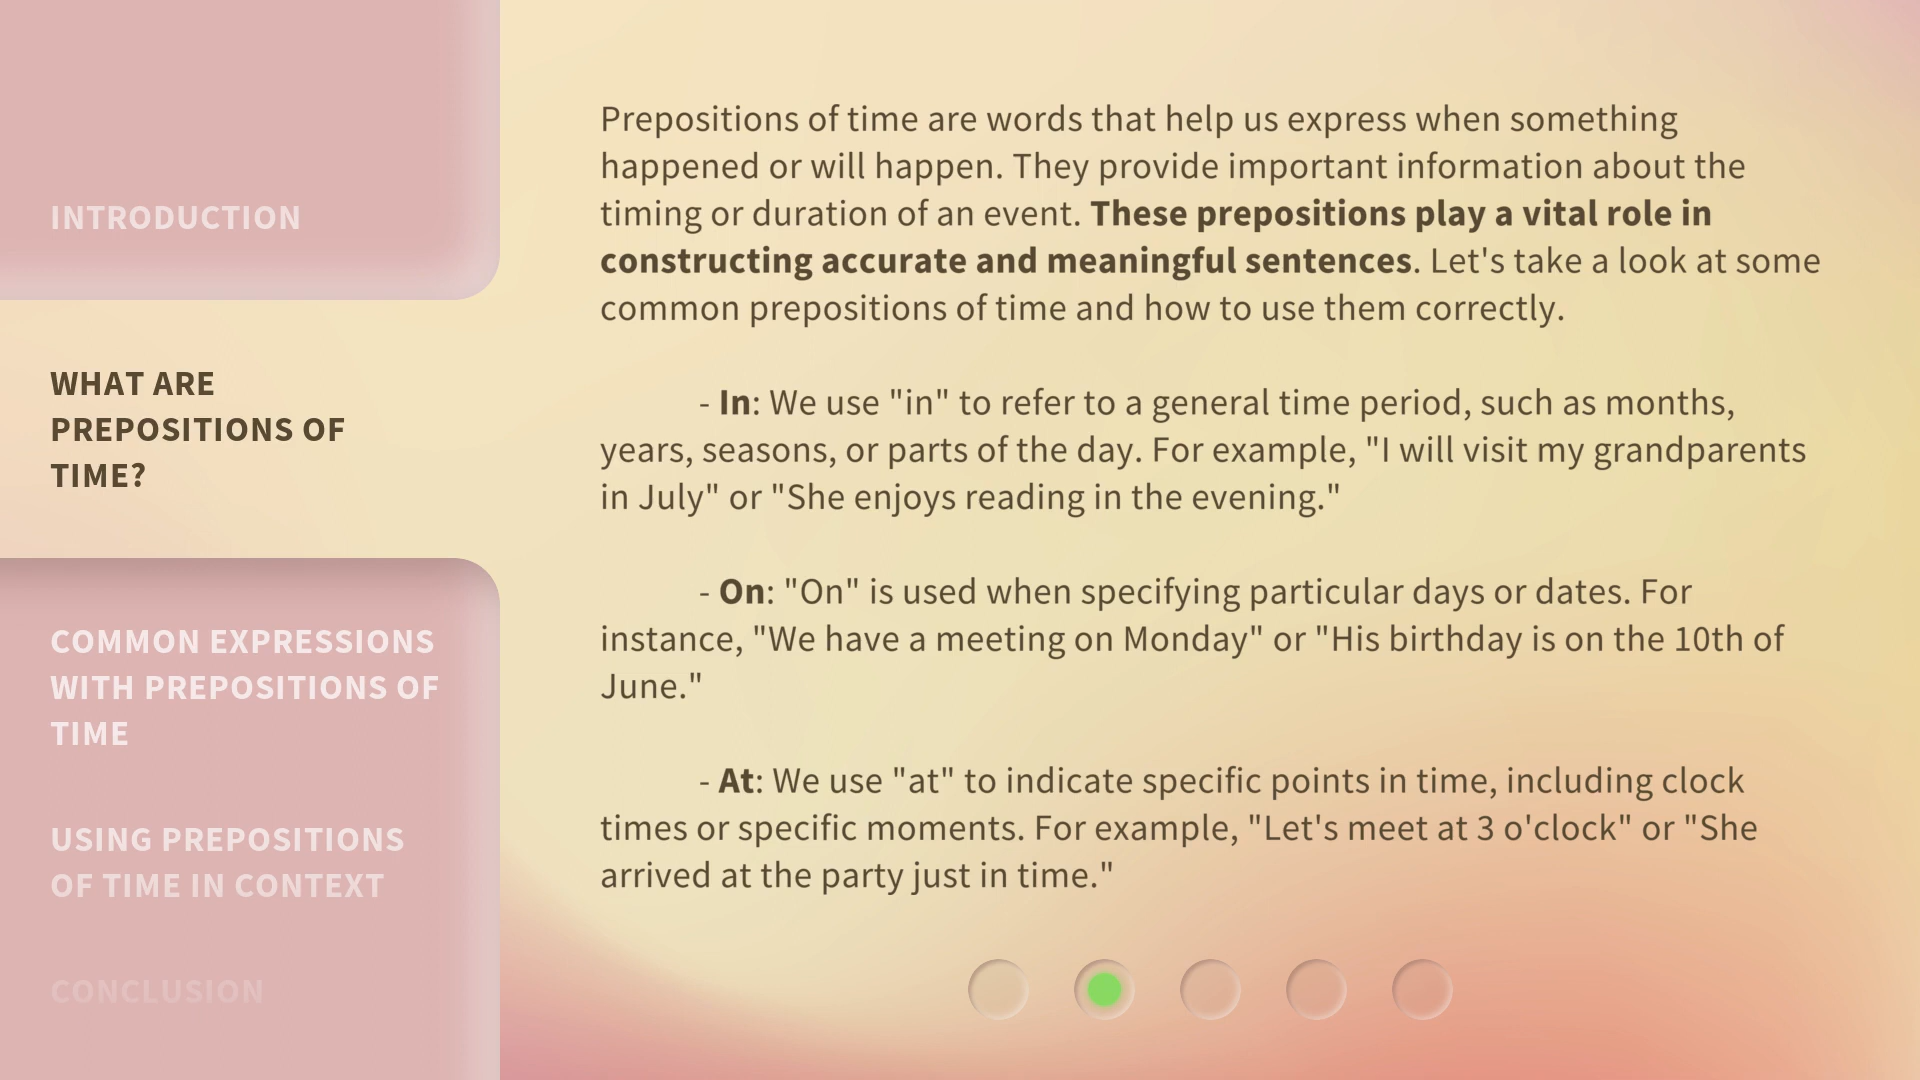 INTRODUCTION
WHAT ARE
PREPOSITIONS OF
TIME?
COMMON EXPRESSIONS
WITH PREPOSITIONS OF
TIME
USING PREPOSITIONS
OF TIME IN CONTEXT
CONCLUSION
Prepositions of time are words that help us express when something
happened or will happen. They provide important information about the
timing or duration of an event. These prepositions play a vital role in
constructing accurate and meaningful sentences. Let's take a look at some
common prepositions of time and how to use them correctly.
- In: We use "in" to refer to a general time period, such as months,
years, seasons, or parts of the day. For example, "I will visit my grandparents
in July" or "She enjoys reading in the evening."
- On: "On" is used when specifying particular days or dates. For
instance, "We have a meeting on Monday" or "His birthday is on the 10th of
June."
- At: We use "at" to indicate specific points in time, including clock
times or specific moments. For example, "Let's meet at 3 o'clock" or "She
arrived at the party just in time."